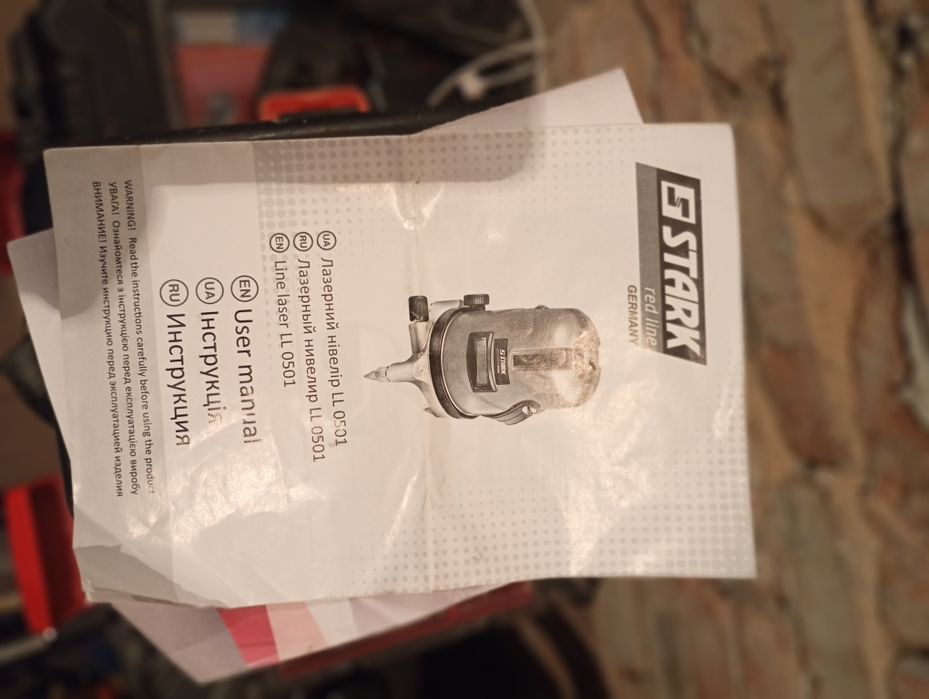 STARK
red line
GERMANY
STARK
UA Лазерний нівелір LL 0501
RU Лазерный нивелир LL 0501
EN Line laser LL 0501
EN User manual
UA Інструкція
RU Инструкция
WARNING! Read the instructions carefully before using the product
УВАГА! Ознайомтеся з інструкцією перед експлуатацією виробу
ВНИМАНИЕ! Изучите инструкцию перед эксплуатацией изделия